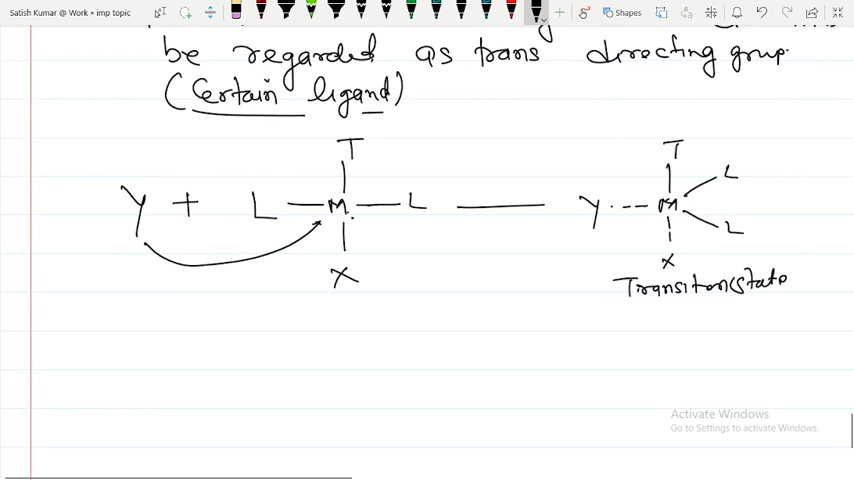 Satish Kumar @ Work » imp topic
Shapes
be regarded as trans directing group.
(Certain ligand)
T T
L
Y + L — M — L — Y ---- M
L
X X
Transition state
Activate Windows
Go to Settings to activate Windows.